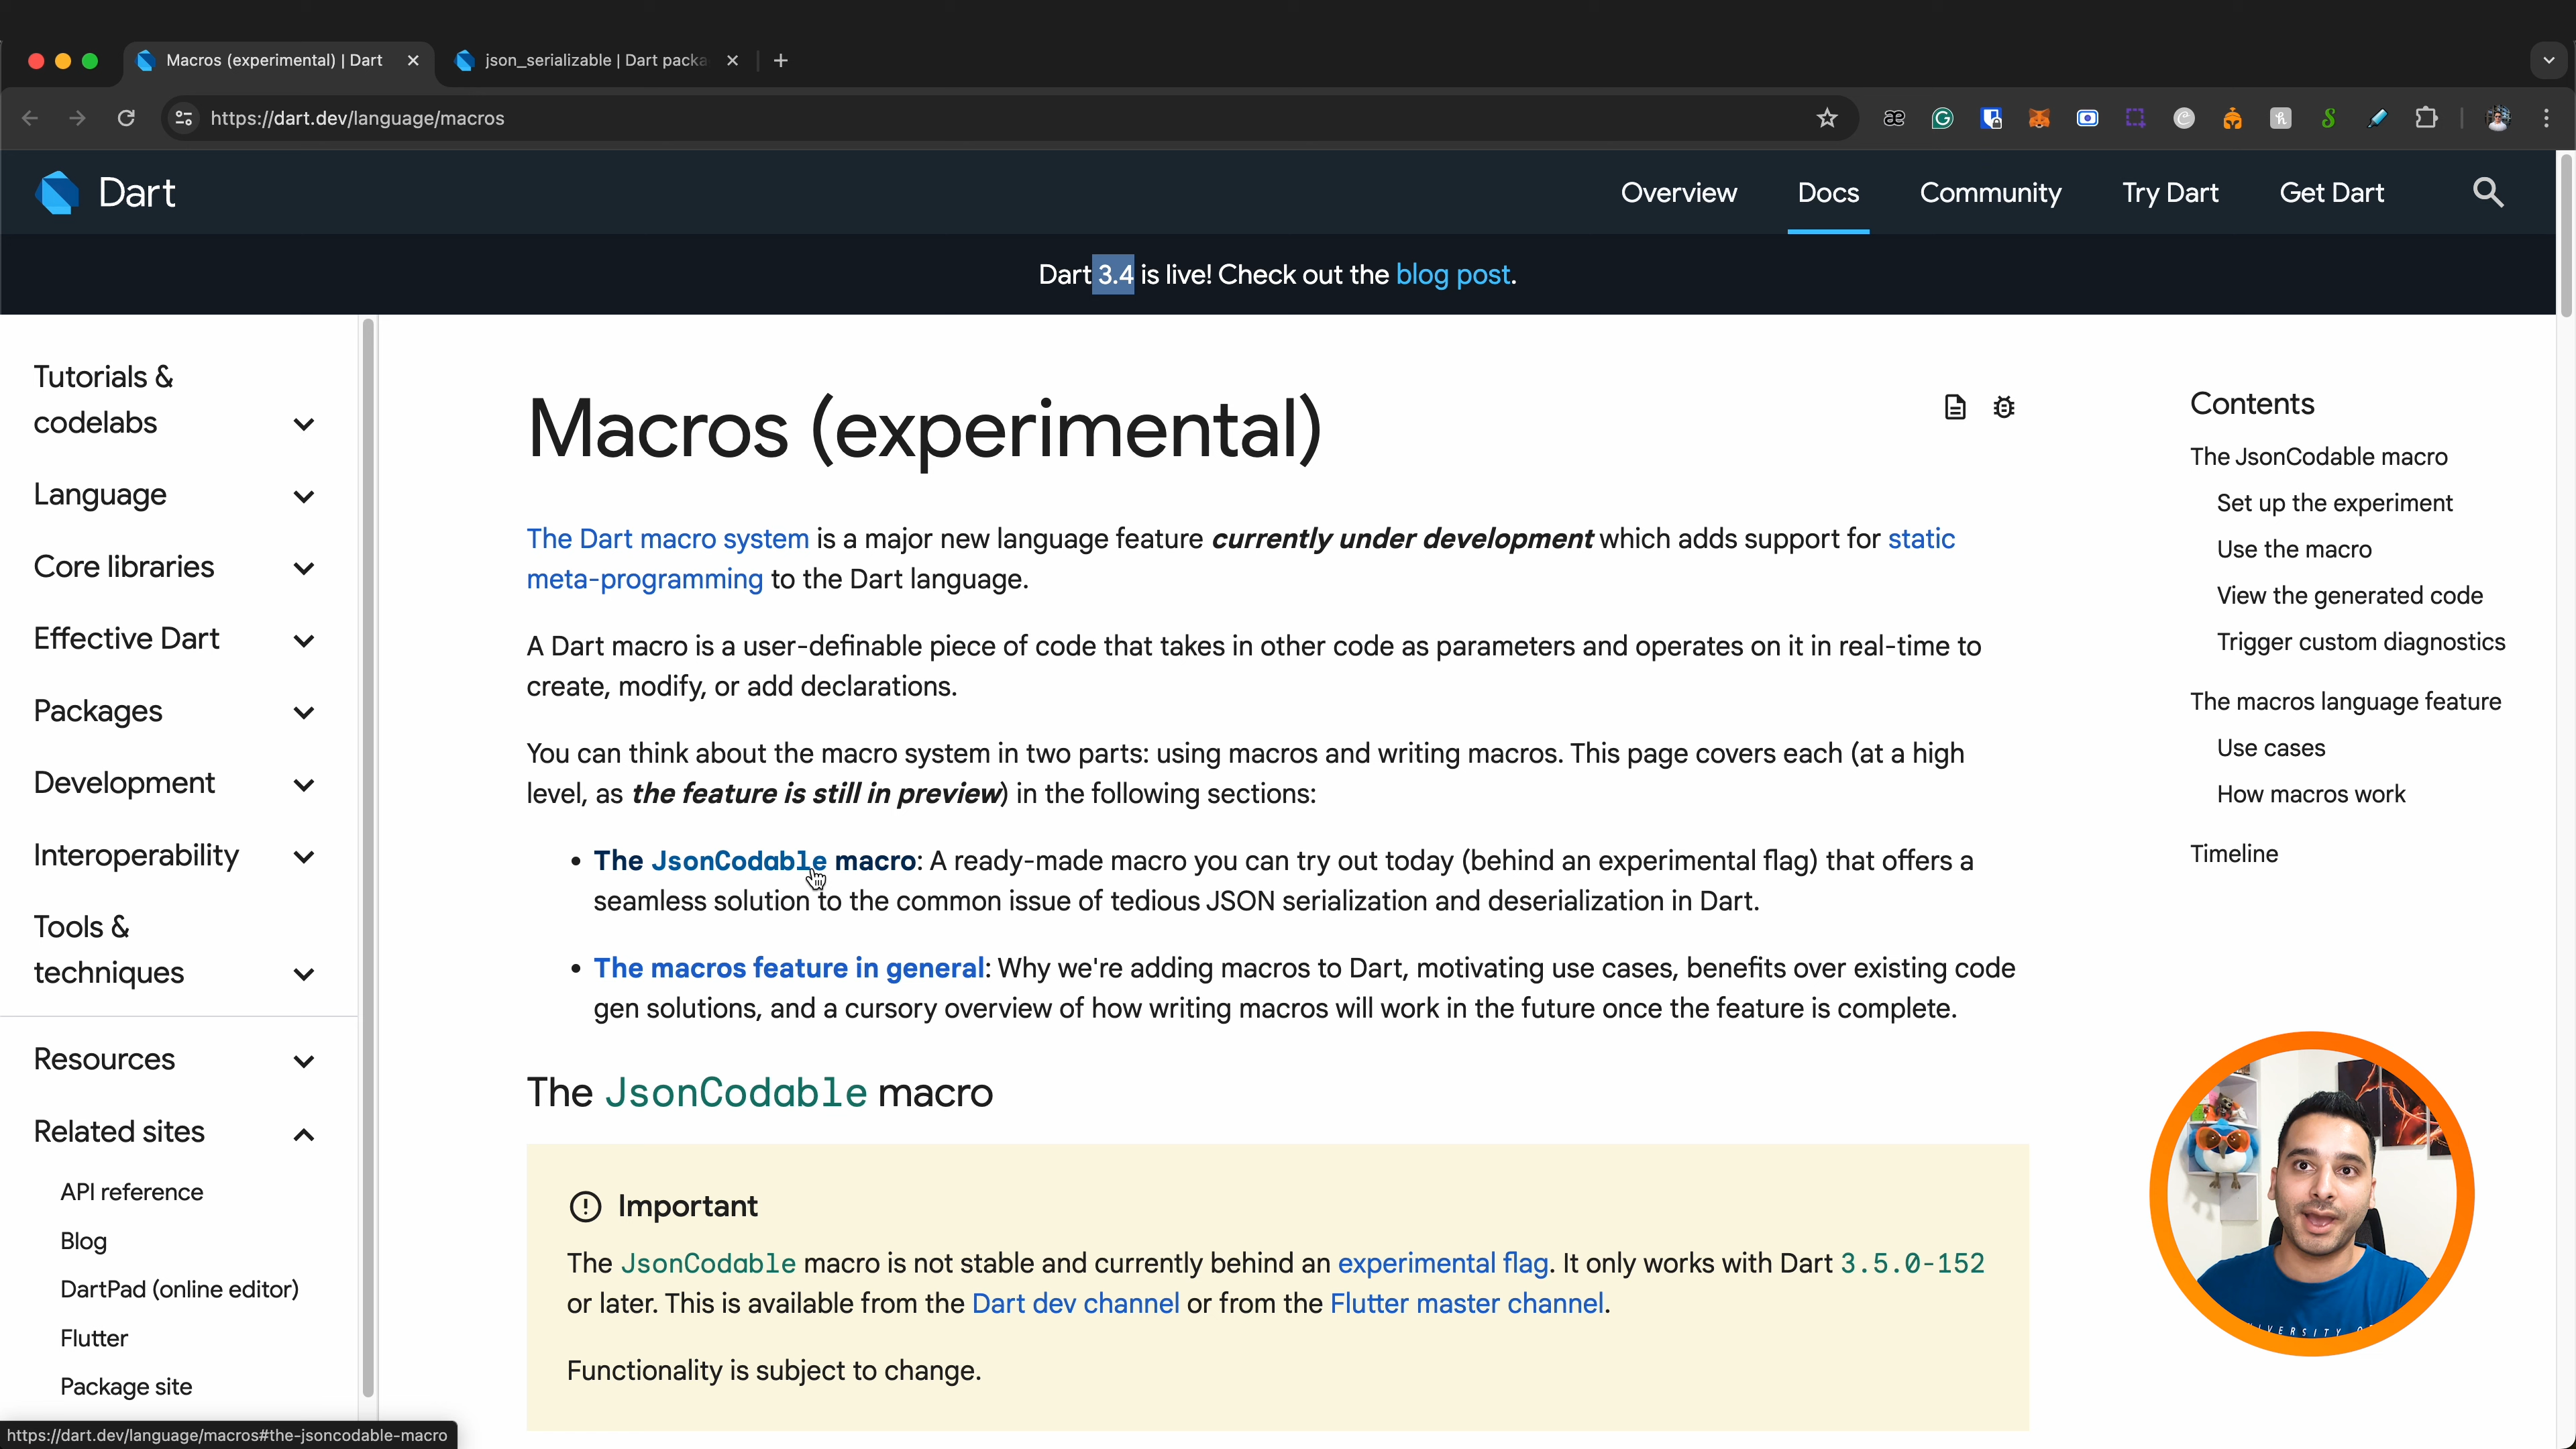 Macros (experimental) | Dart
json_serializable | Dart packa
https://dart.dev/language/macros
Dart
Overview
Docs
Community
Try Dart
Get Dart
Dart 3.4 is live! Check out the blog post.
Tutorials &
codelabs
Language
Core libraries
Effective Dart
Packages
Development
Interoperability
Tools &
techniques
Resources
Related sites
API reference
Blog
DartPad (online editor)
Flutter
Package site
Macros (experimental)
The Dart macro system is a major new language feature currently under development which adds support for static
meta-programming to the Dart language.
A Dart macro is a user-definable piece of code that takes in other code as parameters and operates on it in real-time to
create, modify, or add declarations.
You can think about the macro system in two parts: using macros and writing macros. This page covers each (at a high
level, as the feature is still in preview) in the following sections:
• The JsonCodable macro: A ready-made macro you can try out today (behind an experimental flag) that offers a
seamless solution to the common issue of tedious JSON serialization and deserialization in Dart.
• The macros feature in general: Why we're adding macros to Dart, motivating use cases, benefits over existing code
gen solutions, and a cursory overview of how writing macros will work in the future once the feature is complete.
The JsonCodable macro
Important
The JsonCodable macro is not stable and currently behind an experimental flag. It only works with Dart 3.5.0-152
or later. This is available from the Dart dev channel or from the Flutter master channel.
Functionality is subject to change.
Contents
The JsonCodable macro
Set up the experiment
Use the macro
View the generated code
Trigger custom diagnostics
The macros language feature
Use cases
How macros work
Timeline
https://dart.dev/language/macros#the-jsoncodable-macro